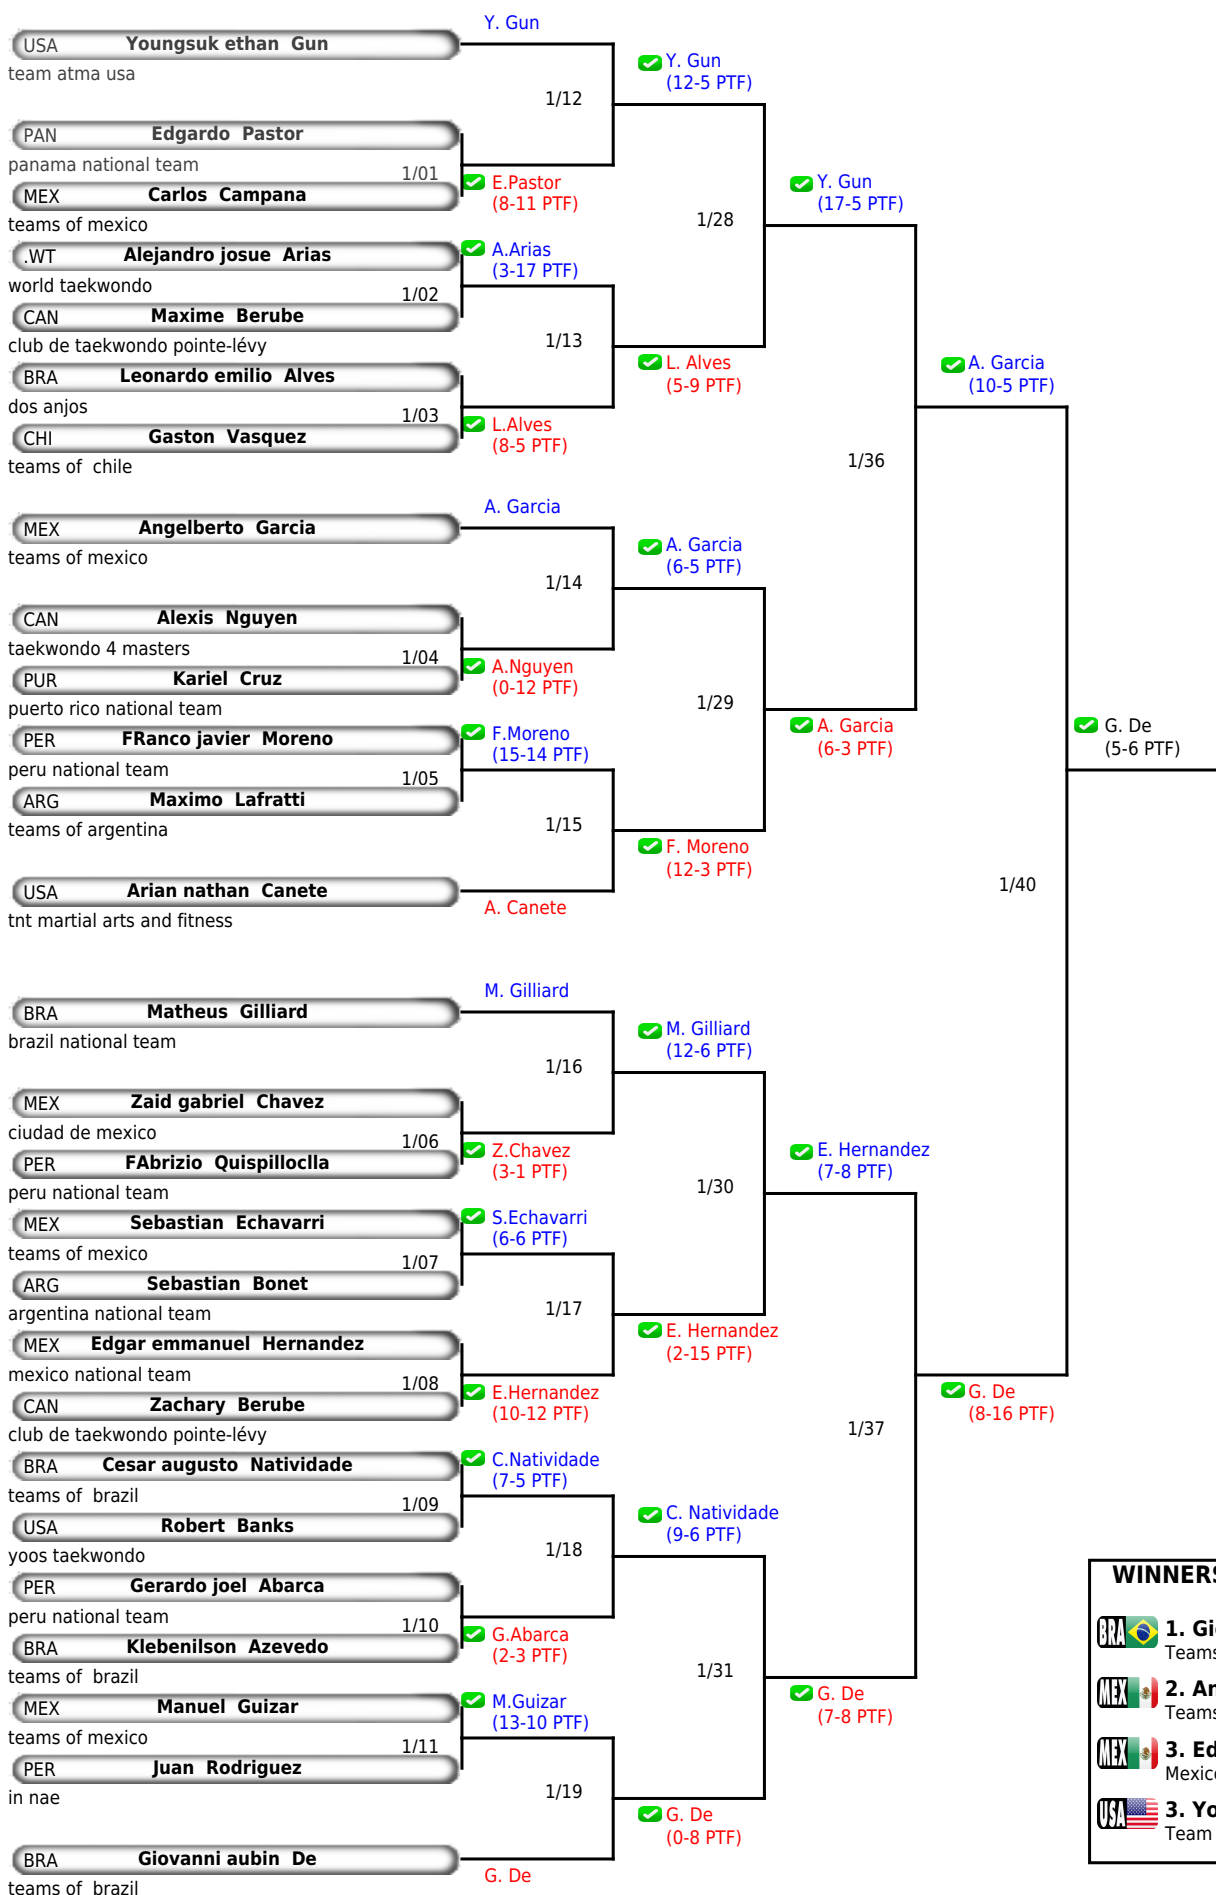 Y. Gun
USA Youngsuk ethan Gun
team atma usa
Y. Gun
(12-5 PTF)
1/12
PAN Edgardo Pastor
panama national team
1/01
MEX Carlos Campana
teams of mexico
E.Pastor
(8-11 PTF)
Y. Gun
(17-5 PTF)
1/28
.WT Alejandro josue Arias
world taekwondo
A.Arias
(3-17 PTF)
1/02
CAN Maxime Berube
club de taekwondo pointe-lévy
1/13
BRA Leonardo emilio Alves
dos anjos
L. Alves
(5-9 PTF)
A. Garcia
(10-5 PTF)
1/03
CHI Gaston Vasquez
teams of chile
L.Alves
(8-5 PTF)
1/36
A. Garcia
MEX Angelberto Garcia
teams of mexico
A. Garcia
(6-5 PTF)
1/14
CAN Alexis Nguyen
taekwondo 4 masters
1/04
PUR Kariel Cruz
puerto rico national team
A.Nguyen
(0-12 PTF)
1/29
PER FRanco javier Moreno
peru national team
F.Moreno
(15-14 PTF)
A. Garcia
(6-3 PTF)
G. De
(5-6 PTF)
1/05
ARG Maximo Lafratti
teams of argentina
1/15
F. Moreno
(12-3 PTF)
USA Arian nathan Canete
tnt martial arts and fitness
A. Canete
1/40
M. Gilliard
BRA Matheus Gilliard
brazil national team
M. Gilliard
(12-6 PTF)
1/16
MEX Zaid gabriel Chavez
ciudad de mexico
1/06
PER FAbrizio Quispilloclla
peru national team
Z.Chavez
(3-1 PTF)
E. Hernandez
(7-8 PTF)
1/30
MEX Sebastian Echavarri
teams of mexico
S.Echavarri
(6-6 PTF)
1/07
ARG Sebastian Bonet
argentina national team
1/17
MEX Edgar emmanuel Hernandez
mexico national team
E. Hernandez
(2-15 PTF)
1/08
CAN Zachary Berube
club de taekwondo pointe-lévy
E.Hernandez
(10-12 PTF)
G. De
(8-16 PTF)
1/37
BRA Cesar augusto Natividade
teams of brazil
C.Natividade
(7-5 PTF)
1/09
USA Robert Banks
yoos taekwondo
C. Natividade
(9-6 PTF)
1/18
PER Gerardo joel Abarca
peru national team
1/10
BRA Klebenilson Azevedo
teams of brazil
G.Abarca
(2-3 PTF)
1/31
MEX Manuel Guizar
teams of mexico
M.Guizar
(13-10 PTF)
G. De
(7-8 PTF)
1/11
PER Juan Rodriguez
in nae
1/19
G. De
(0-8 PTF)
BRA Giovanni aubin De
teams of brazil
G. De
WINNERS
BRA 1. Gi
Teams
MEX 2. An
Teams
MEX 3. Ed
Mexico
USA 3. Yo
Team